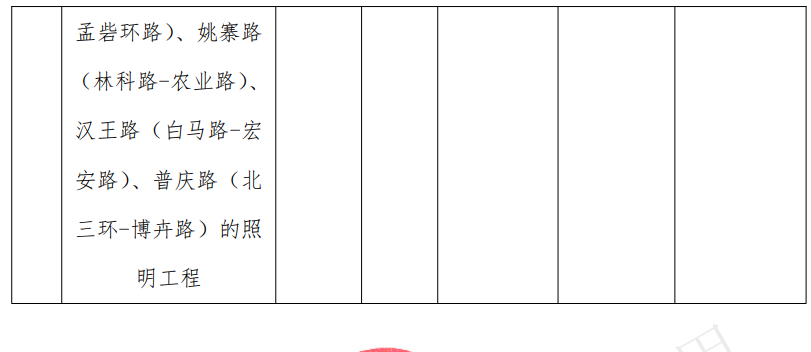 孟砦环路）、姚寨路
（林科路-农业路）、
汉王路（白马路-宏
安路）、普庆路（北
三环-博卉路）的照
明工程